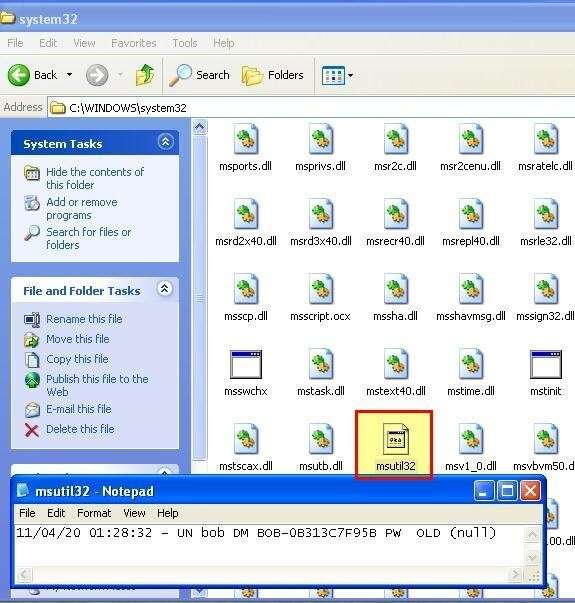 system32
File Edit View Favorites Tools Help
Back Search Folders
Address C:\WINDOWS\system32
System Tasks
Hide the contents of
this folder
Add or remove
programs
Search for files or
folders
File and Folder Tasks
Rename this file
Move this file
Copy this file
Publish this file to the
Web
E-mail this file
Delete this file
msports.dll msprivs.dll msr2c.dll msr2cenu.dll msratelc.dll
msrd2x40.dll msrd3x40.dll msrecr40.dll msrepl40.dll msrle32.dll
msscp.dll msscript.ocx mssha.dll msshavmsg.dll mssign32.dll
msswchx mstask.dll mstext40.dll mstime.dll mstinit
mstscax.dll msutb.dll msutil32 msv1_0.dll msvbvm50.d
msutil32 - Notepad
File Edit Format View Help
11/04/20 01:28:32 - UN bob DM BOB-0B313C7F95B PW OLD (null)
00.dll